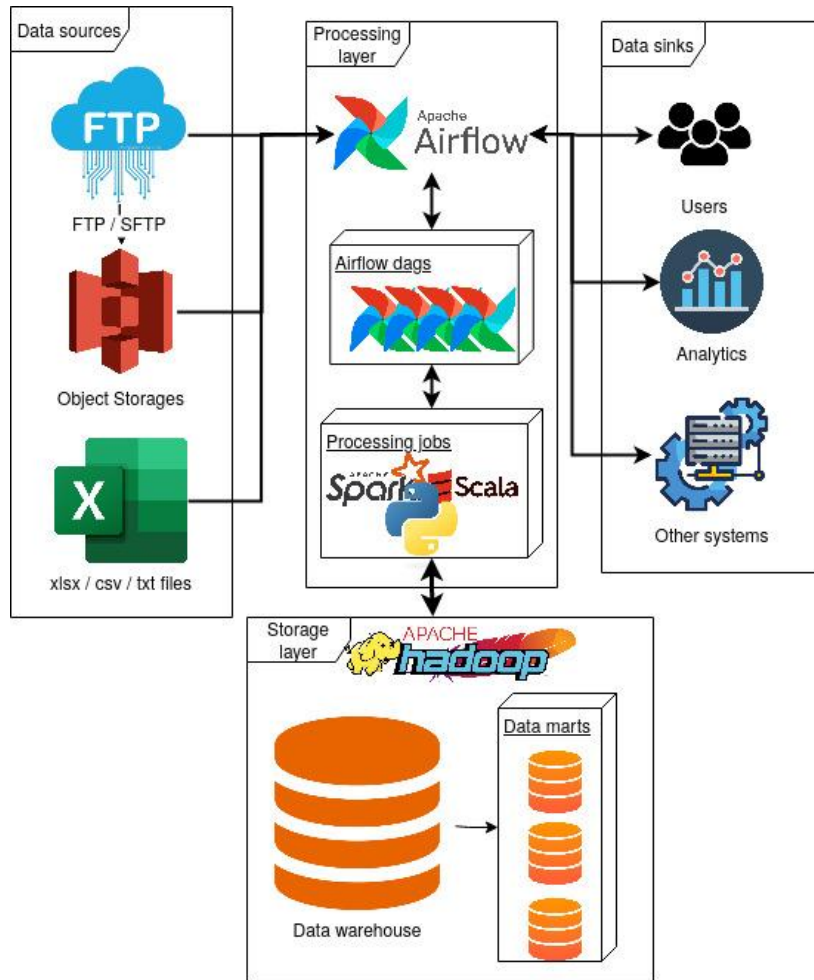 Data sources
FTP
FTP / SFTP
Object Storages
X
xlsx / csv / txt files
Processing
layer
Apache
Airflow
Airflow dags
Processing jobs
APACHE
Spark
Scala
Data sinks
Users
Analytics
Other systems
Storage
layer
APACHE
hadoop
Data warehouse
Data marts